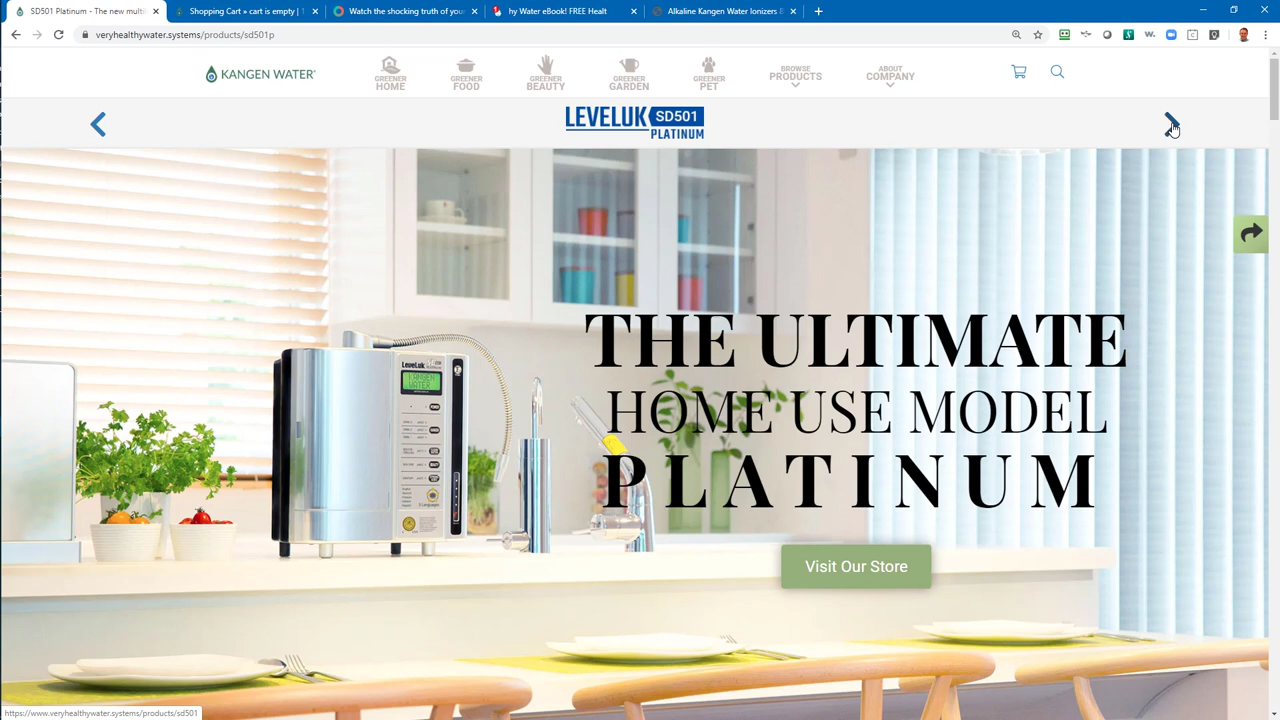 SD501 Platinum - The new multi
Shopping Cart » cart is empty | 
Watch the shocking truth of you
hy Water eBook! FREE Healt
Alkaline Kangen Water Ionizers &
veryhealthywater.systems/products/sd501p
KANGEN WATER®
GREENER HOME
GREENER FOOD
GREENER BEAUTY
GREENER GARDEN
GREENER PET
BROWSE PRODUCTS
ABOUT COMPANY
LEVELUK SD501
PLATINUM
THE ULTIMATE
HOME USE MODEL
PLATINUM
LEVELUK
KANGEN
WATER
Visit Our Store
https://www.veryhealthywater.systems/products/sd501